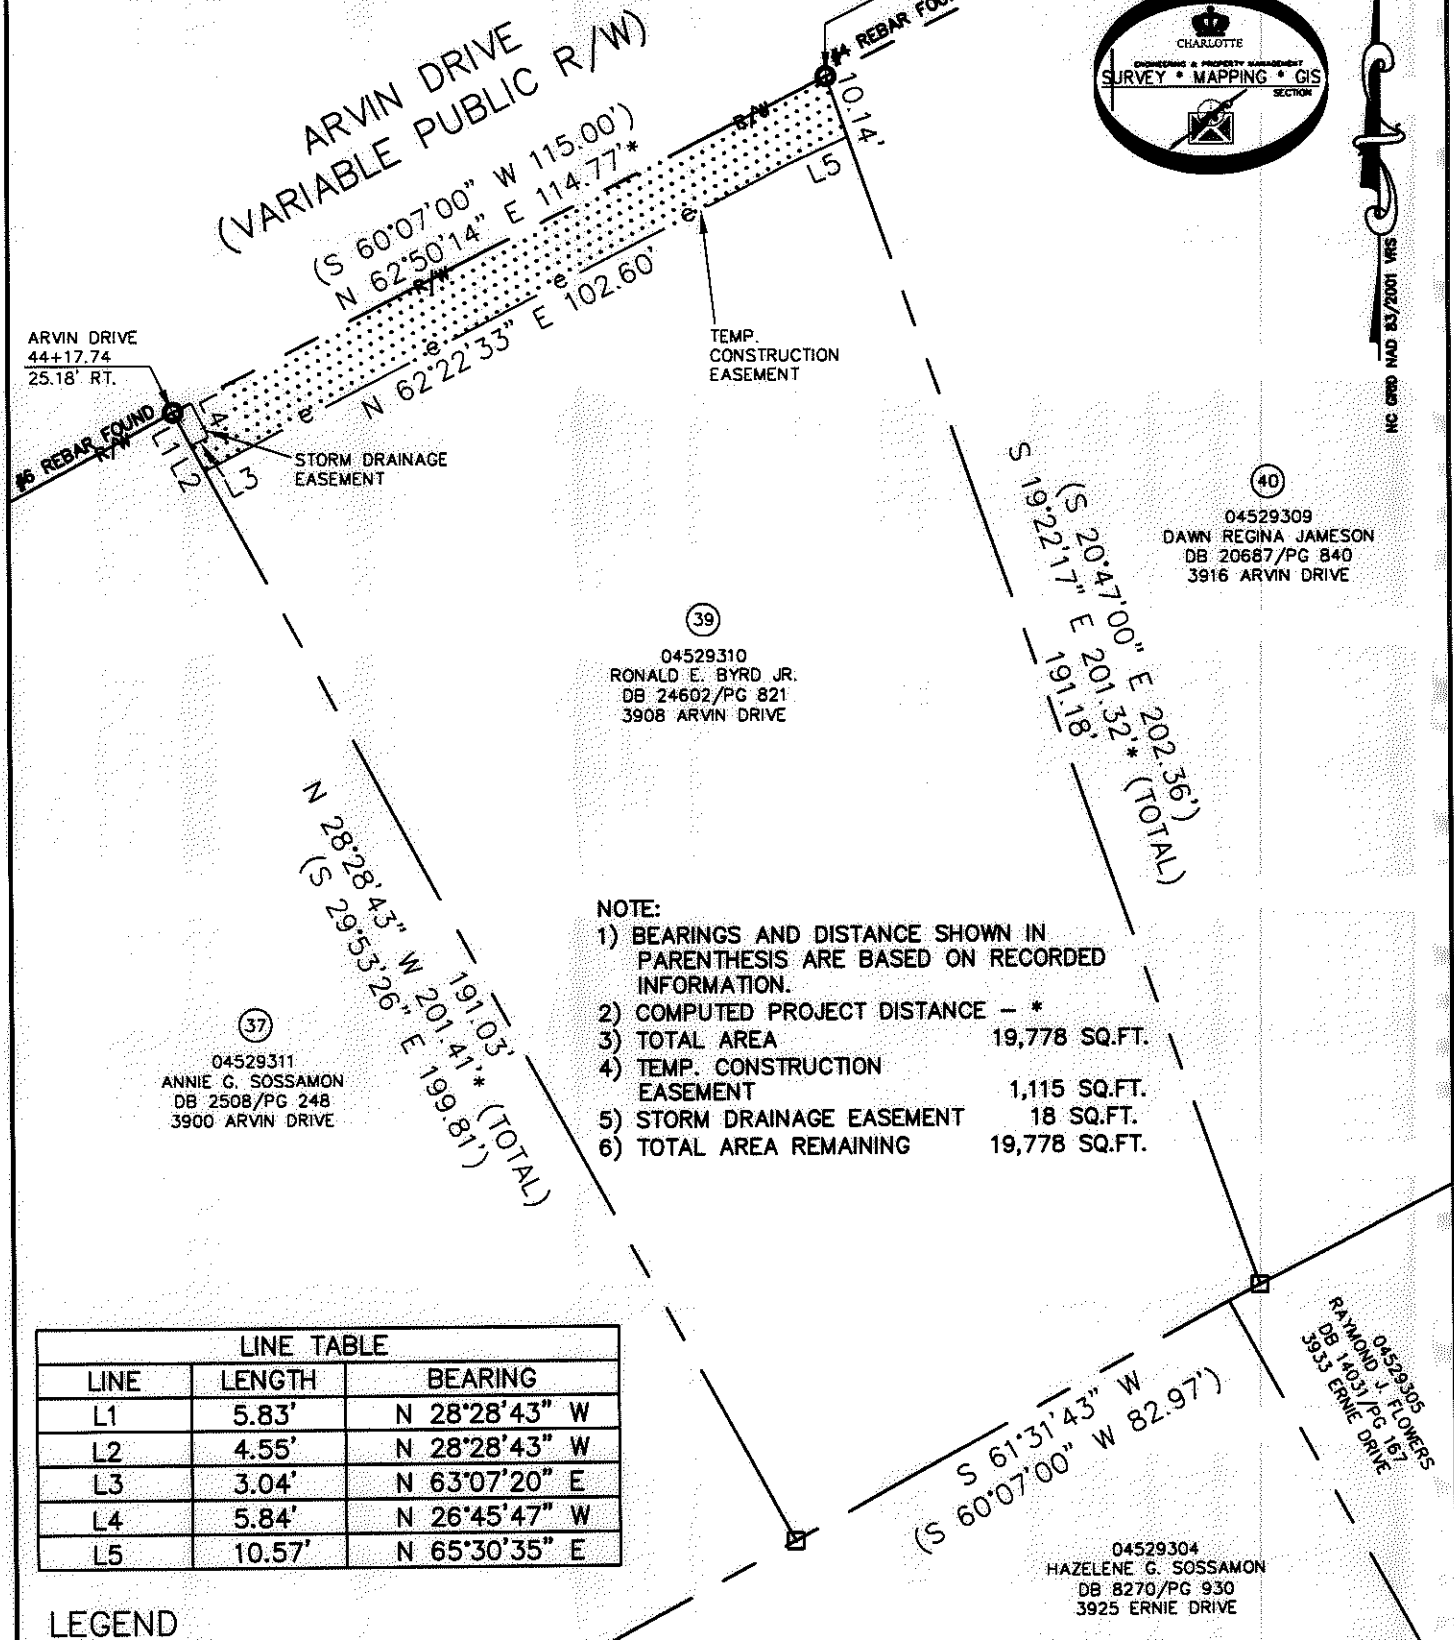 ARVIN DRIVE
(VARIABLE PUBLIC R/W)
(S 60°07'00" W 115.00')
N 62°50'14" E 114.77'*
R/W
R/W
#4 REBAR
10.14'
L5
CHARLOTTE
ENGINEERING & PROPERTY MANAGEMENT
SURVEY * MAPPING * GIS
SECTION
NC GRID NAD 83/2001 VRS
e
e
e
e
N 62°22'33" E 102.60'
TEMP.
CONSTRUCTION
EASEMENT
ARVIN DRIVE
44+17.74
25.18' RT.
#6 REBAR FOUND
R/W
L1
L2
L3
STORM DRAINAGE
EASEMENT
(S 20°47'00" E 202.36')
S 19°22'17" E 201.32'* (TOTAL)
191.18'
40
04529309
DAWN REGINA JAMESON
DB 20687/PG 840
3916 ARVIN DRIVE
39
04529310
RONALD E. BYRD JR.
DB 24602/PG 821
3908 ARVIN DRIVE
191.03'
N 28°28'43" W 201.41'* (TOTAL)
(S 29°53'26" E 199.81')
37
04529311
ANNIE G. SOSSAMON
DB 2508/PG 248
3900 ARVIN DRIVE
NOTE:
1) BEARINGS AND DISTANCE SHOWN IN
PARENTHESIS ARE BASED ON RECORDED
INFORMATION.
2) COMPUTED PROJECT DISTANCE – *
3) TOTAL AREA 19,778 SQ.FT.
4) TEMP. CONSTRUCTION
EASEMENT 1,115 SQ.FT.
5) STORM DRAINAGE EASEMENT 18 SQ.FT.
6) TOTAL AREA REMAINING 19,778 SQ.FT.
LINE TABLE
LINE LENGTH BEARING
L1 5.83' N 28°28'43" W
L2 4.55' N 28°28'43" W
L3 3.04' N 63°07'20" E
L4 5.84' N 26°45'47" W
L5 10.57' N 65°30'35" E
S 61°31'43" W
(S 60°07'00" W 82.97')
04529305
RAYMOND J. FLOWERS
DB 14031/PG 167
3933 ERNIE DRIVE
04529304
HAZELENE G. SOSSAMON
DB 8270/PG 930
3925 ERNIE DRIVE
LEGEND